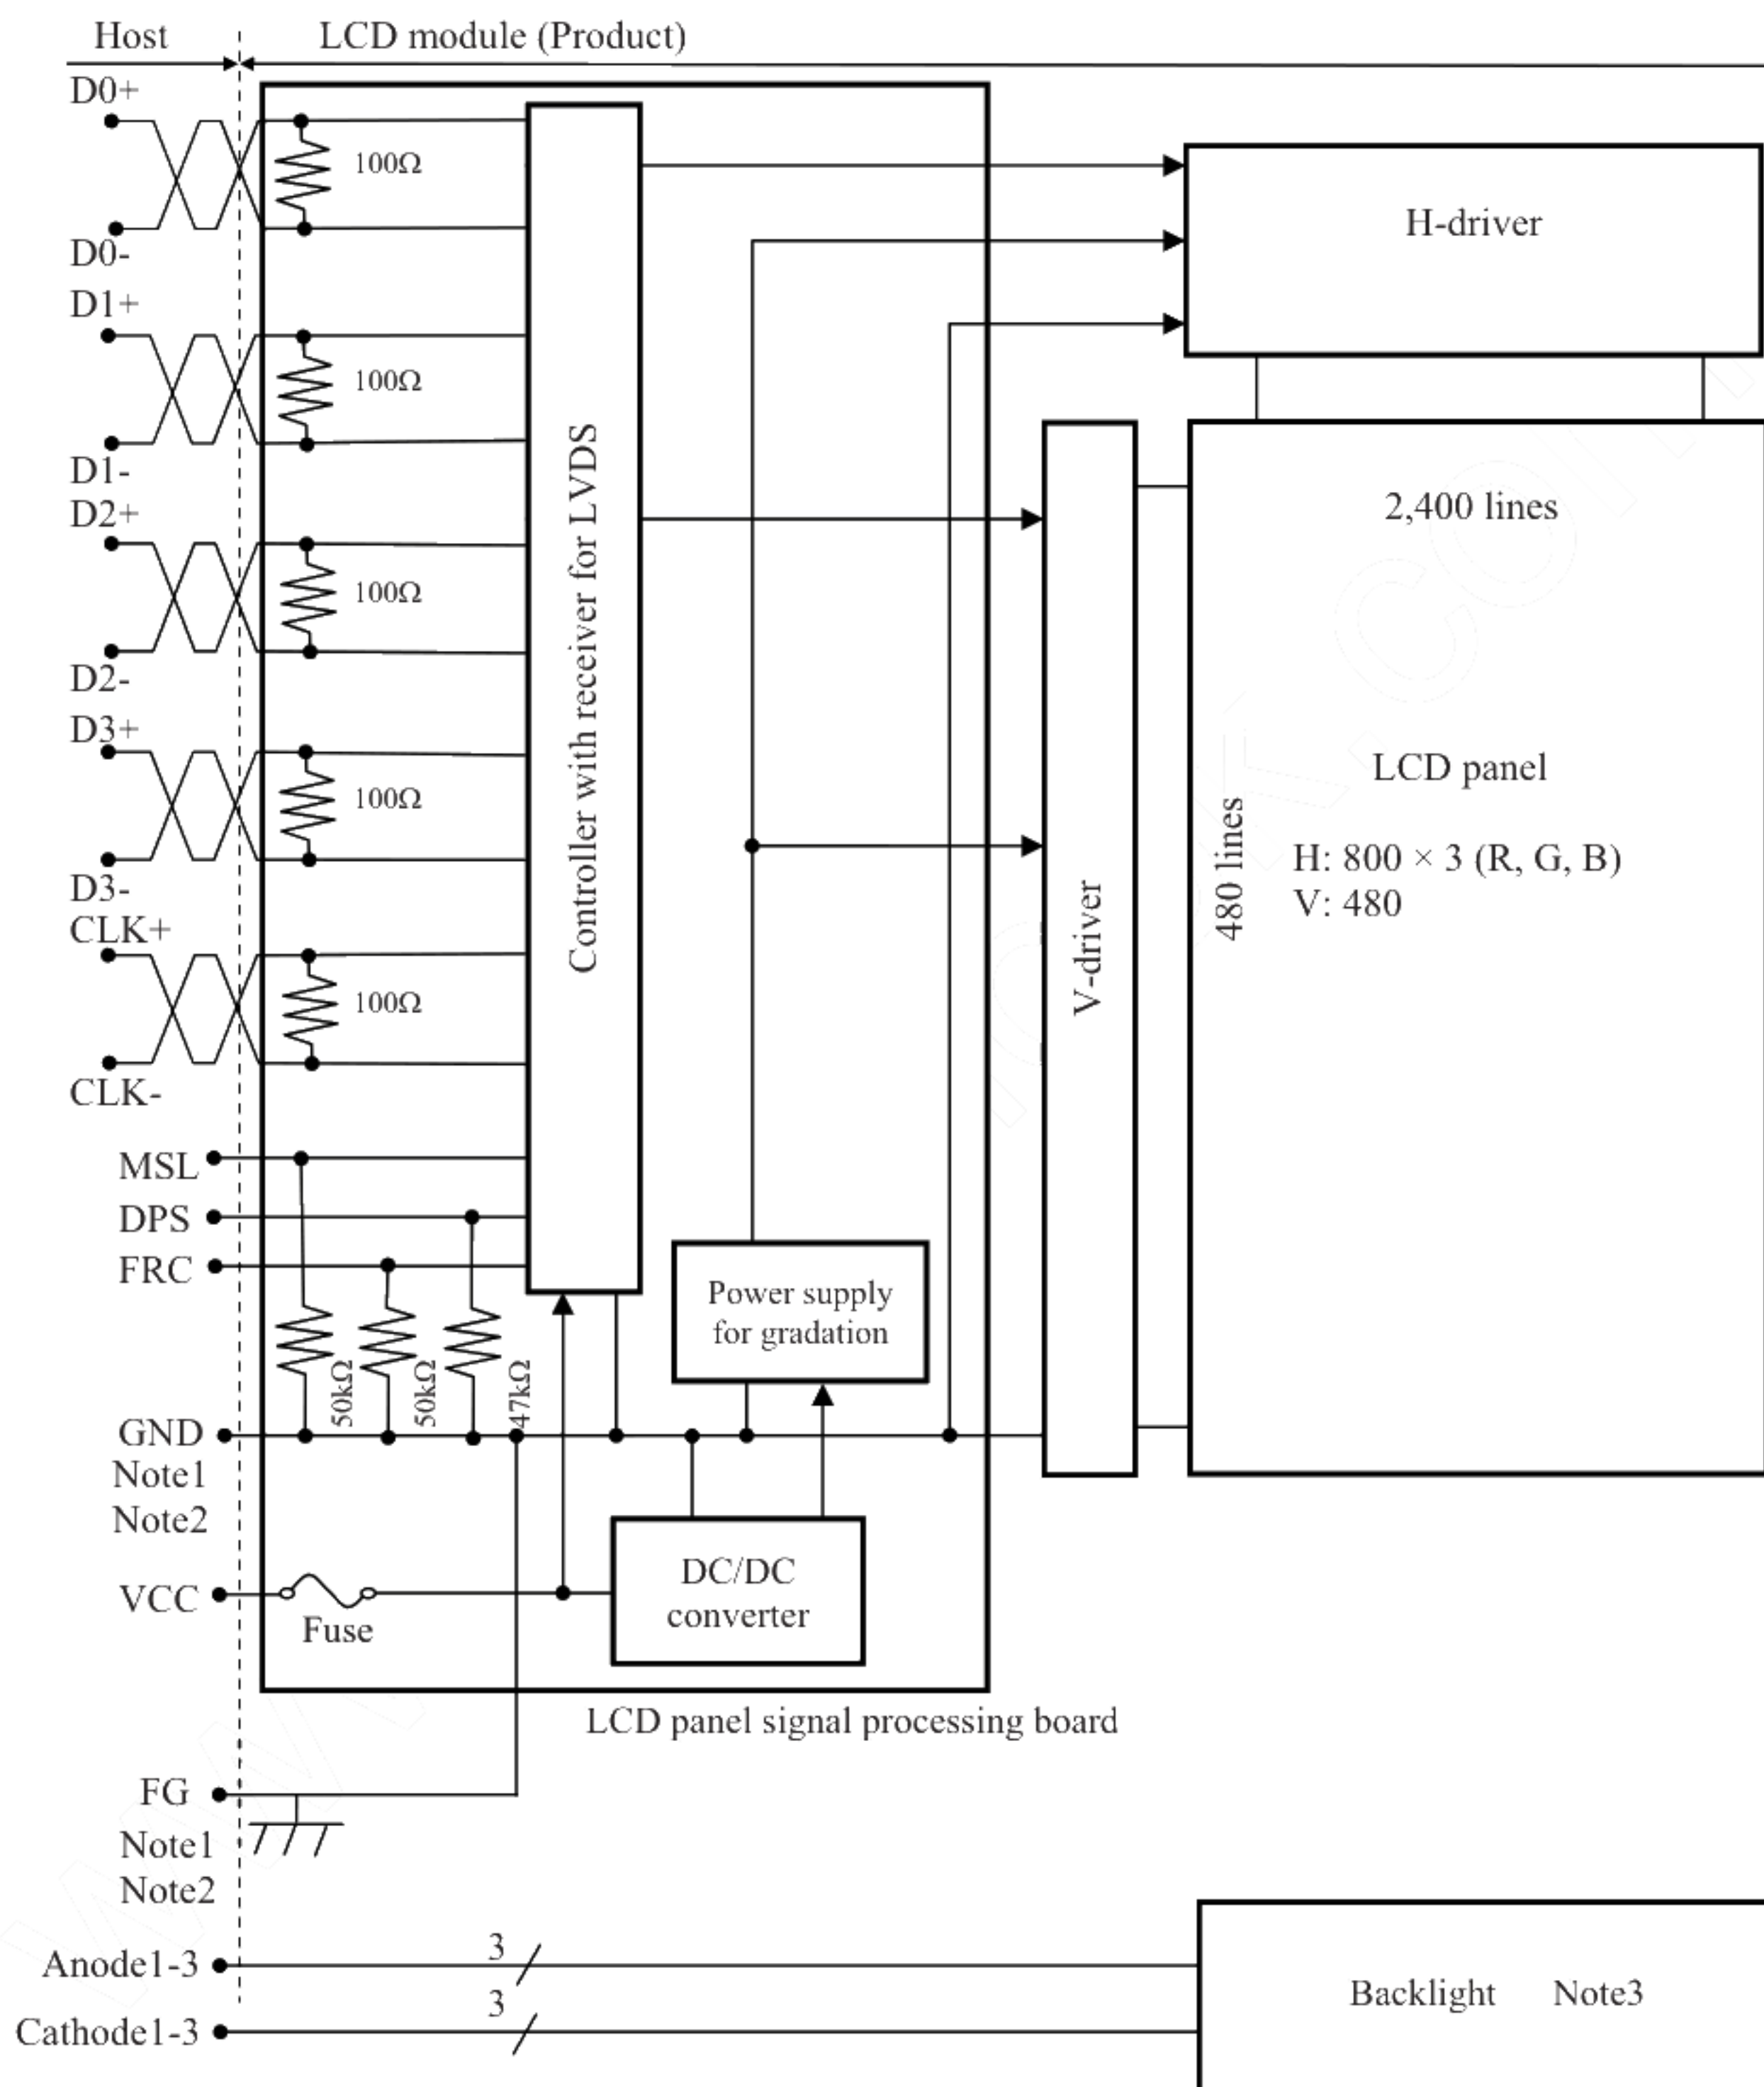 Host
LCD module (Product)
D0+
100Ω
D0-
D1+
100Ω
D1-
D2+
100Ω
D2-
D3+
100Ω
D3-
CLK+
100Ω
CLK-
MSL
DPS
FRC
50kΩ
50kΩ
47kΩ
GND
Note1
Note2
VCC
Fuse
FG
Note1
Note2
Anode1-3
3
Cathode1-3
3
Controller with receiver for LVDS
Power supply
for gradation
DC/DC
converter
LCD panel signal processing board
H-driver
V-driver
2,400 lines
480 lines
LCD panel
H: 800 × 3 (R, G, B)
V: 480
Backlight Note3